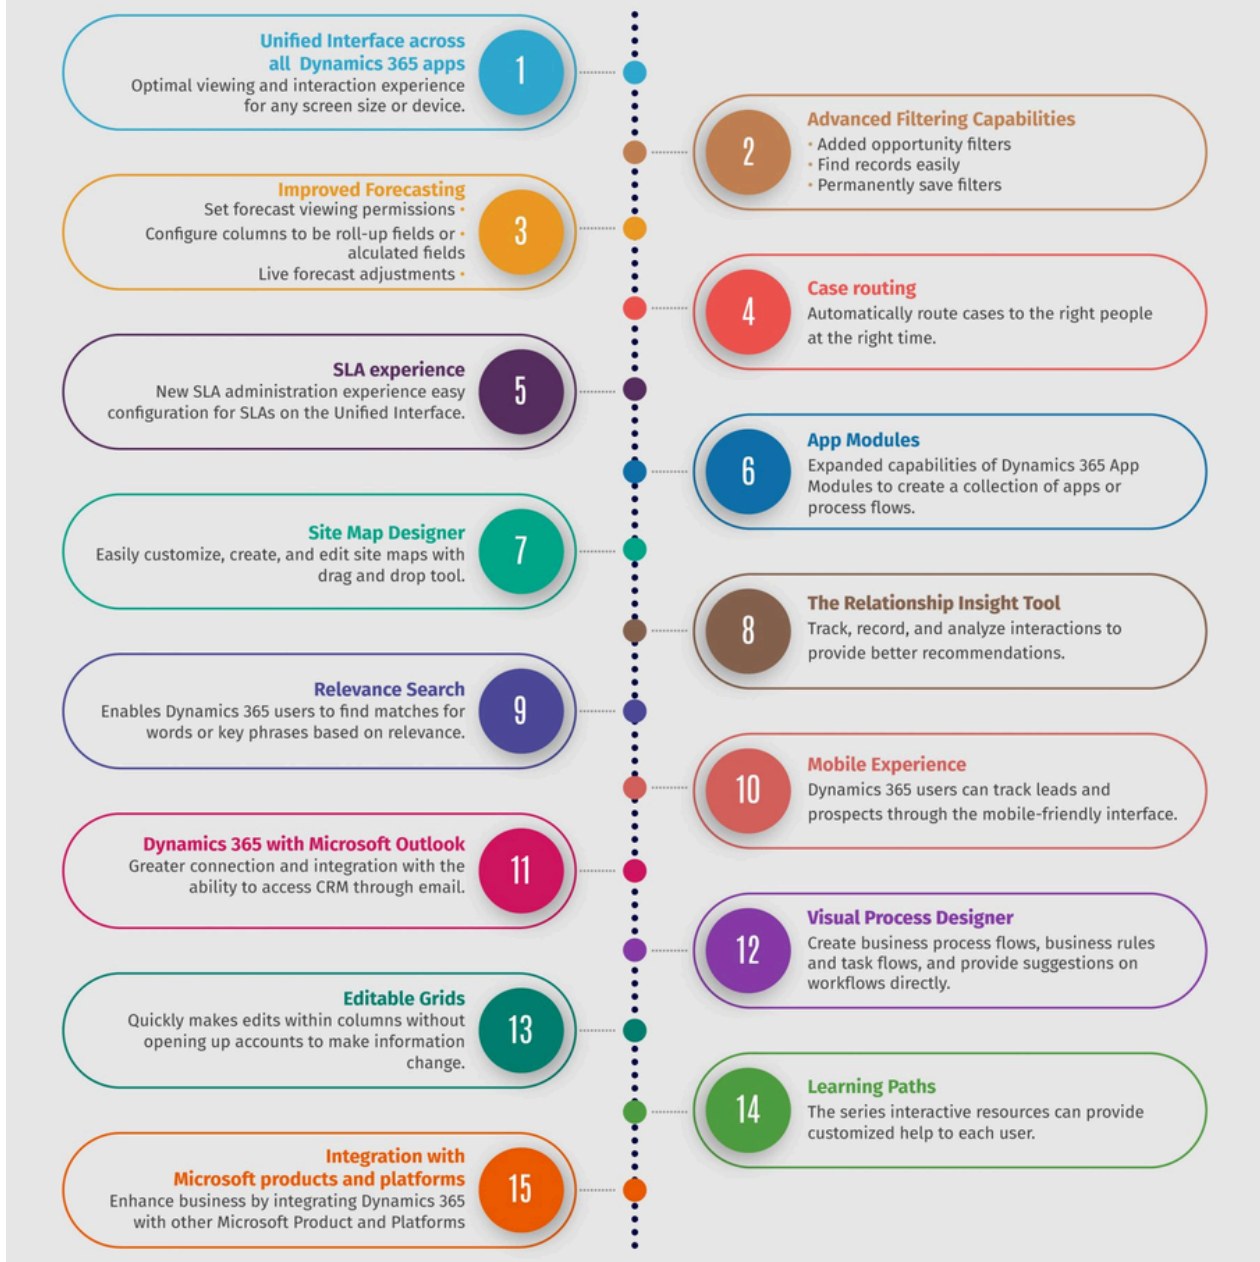 1
Unified Interface across
all Dynamics 365 apps
Optimal viewing and interaction experience
for any screen size or device.
2
Advanced Filtering Capabilities
• Added opportunity filters
• Find records easily
• Permanently save filters
3
Improved Forecasting
Set forecast viewing permissions •
Configure columns to be roll-up fields or •
alculated fields
Live forecast adjustments •
4
Case routing
Automatically route cases to the right people
at the right time.
5
SLA experience
New SLA administration experience easy
configuration for SLAs on the Unified Interface.
6
App Modules
Expanded capabilities of Dynamics 365 App
Modules to create a collection of apps or
process flows.
7
Site Map Designer
Easily customize, create, and edit site maps with
drag and drop tool.
8
The Relationship Insight Tool
Track, record, and analyze interactions to
provide better recommendations.
9
Relevance Search
Enables Dynamics 365 users to find matches for
words or key phrases based on relevance.
10
Mobile Experience
Dynamics 365 users can track leads and
prospects through the mobile-friendly interface.
11
Dynamics 365 with Microsoft Outlook
Greater connection and integration with the
ability to access CRM through email.
12
Visual Process Designer
Create business process flows, business rules
and task flows, and provide suggestions on
workflows directly.
13
Editable Grids
Quickly makes edits within columns without
opening up accounts to make information
change.
14
Learning Paths
The series interactive resources can provide
customized help to each user.
15
Integration with
Microsoft products and platforms
Enhance business by integrating Dynamics 365
with other Microsoft Product and Platforms